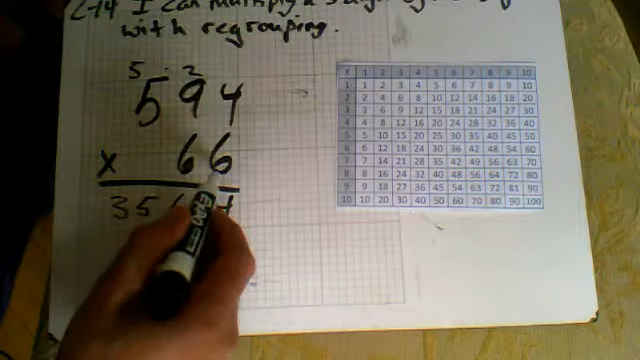 I can multiply a
with regrouping.
5 2
594
x 66
35
EXPO
X 1 2 3 4 5 6 7 8 9 10
1 1 2 3 4 5 6 7 8 9 10
2 2 4 6 8 10 12 14 16 18 20
3 3 6 9 12 15 18 21 24 27 30
4 4 8 12 16 20 24 28 32 36 40
5 5 10 15 20 25 30 35 40 45 50
6 6 12 18 24 30 36 42 48 54 60
7 7 14 21 28 35 42 49 56 63 70
8 8 16 24 32 40 48 56 64 72 80
9 9 18 27 36 45 54 63 72 81 90
10 10 20 30 40 50 60 70 80 90 100